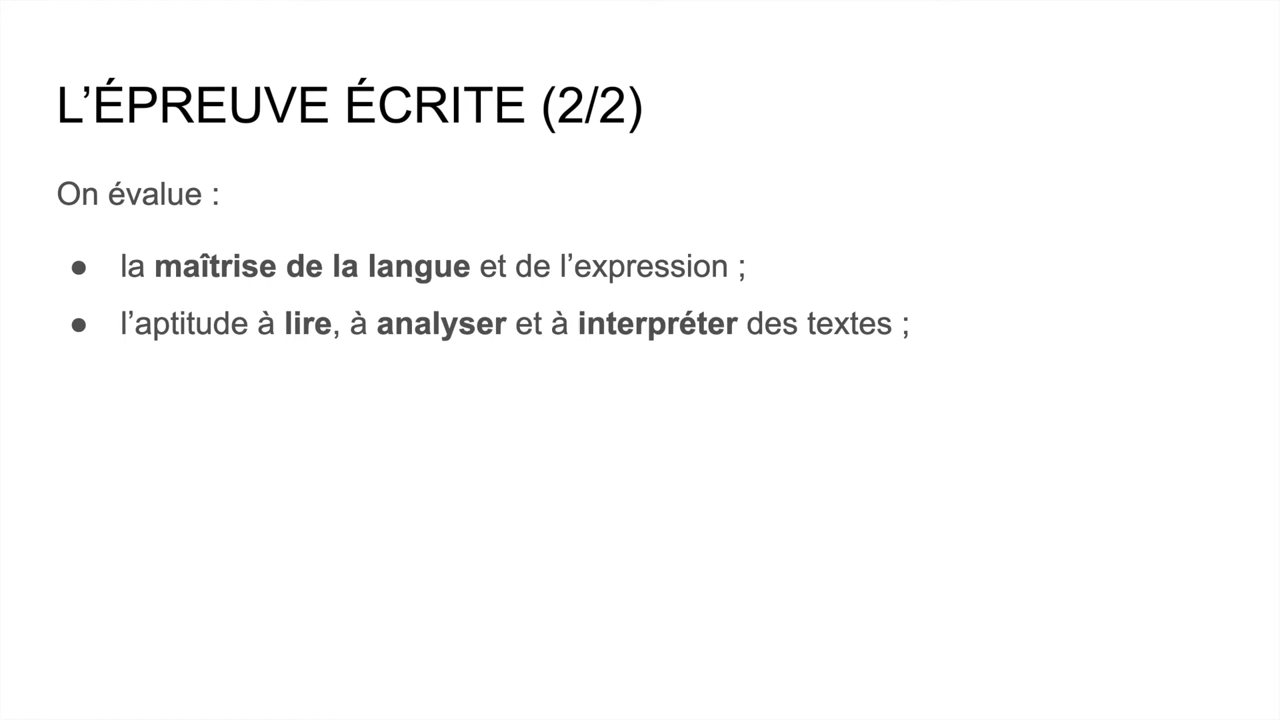 L’ÉPREUVE ÉCRITE (2/2)
On évalue :
● la maîtrise de la langue et de l’expression ;
● l’aptitude à lire, à analyser et à interpréter des textes ;